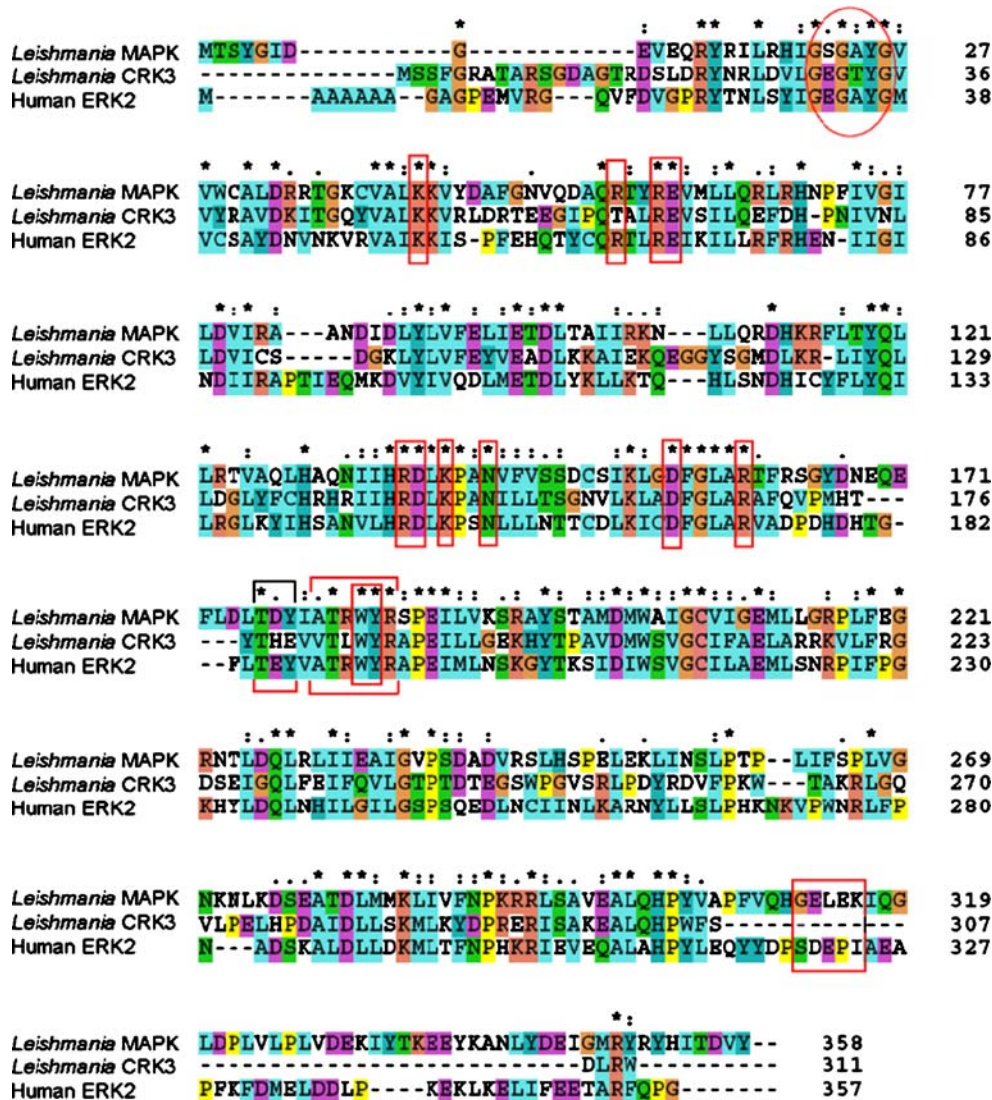 * : ** * :*.*.**:
Leishmania MAPK MTSYGID-----------G------------EVEQRYRILRHIGSGAYGV 27
Leishmania CRK3 --------------MSSFGRATARSGDAGTRDSLDRYNRLDVLGEGTYGV 36
Human ERK2 M-------AAAAAA--GAGPEMVRG---QVFDVGPRYTNLSYIGEGAYGM 38
* . * . **:**: . *: **: :* .: * *:.:
Leishmania MAPK VWCALDRRTGKCVALKKVYDAFGNVQDAQRTYREVMLLQRLRHNPFIVGI 77
Leishmania CRK3 VYRAVDKITGQYVALKKVRLDRTEEGIPQTALREVSILQEFDH-PNIVNL 85
Human ERK2 VCSAYDNVNKVRVAIKKIS-PFEHQTYCQRTLREIKILLRFRHEN-IIGI 86
:*:* . :*:* : :*:**. : * **:
Leishmania MAPK LDVIRA---ANDIDLYLVFELIETDLTAIIRKN---LLQRDHKRFLTYQL 121
Leishmania CRK3 LDVICS-----DGKLYLVFEYVEADLKKAIEKQEGGYSGMDLKR-LIYQL 129
Human ERK2 NDIIRAPTIEQMKDVYIVQDLMETDLYKLLKTQ---HLSNDHICYFLYQI 133
* . * ::******.*:::.: .:*: *****.
Leishmania MAPK LRTVAQLHAQNIIHRDLKPANVFVSSDCSIKLGDFGLARTFRSGYDNEQE 171
Leishmania CRK3 LDGLYFCHRHRIIHRDLKPANILLTSGNVLKLADFGLARAFQVPMHT--- 176
Human ERK2 LRGLKYIHSANVLHRDLKPSNLLLNTTCDLKICDFGLARVADPDHDHTG- 182
*. :.* ***:***: .: *: ::*:**:**:::*: .* :* *
Leishmania MAPK FLDLTDYIATRWYRSPEILVKSRAYSTAMDMWAIGCVIGEMLLGRPLFEG 221
Leishmania CRK3 ---YTHEVVTLWYRAPEILLGEKHYTPAVDMWSVGCIFAELARRKVLFRG 223
Human ERK2 --FLTEYVATRWYRAPEIMLNSKGYTKSIDIWSVGCILAEMLSNRPIFPG 230
Leishmania MAPK RNTLDQLRLIIEAIGVPSDADVRSLHSPELEKLINSLPTP--LIFSPLVG 269
Leishmania CRK3 DSEIGQLFEIFQVLGTPTDTEGSWPGVSRLPDYRDVFPKW---TAKRLGQ 270
Human ERK2 KHYLDQLNHILGILGSPSQEDLNCIINLKARNYLLSLPHKNKVPWNRLFP 280
Leishmania MAPK NKNLKDSEATDLMMKLIVFNPKRRLSAVEALQHPYVAPFVQHGELEKIQG 319
Leishmania CRK3 VLPELHPDAIDLLSKMLKYDPRERISAKEALQHPWFS------------- 307
Human ERK2 N---ADSKALDLLDKMLTFNPHKRIEVEQALAHPYLEQYYDPSDEPIAEA 327
*:
Leishmania MAPK LDPLVLPLVDEKIYTKEEYKANLYDEIGMRYRYHITDVY-- 358
Leishmania CRK3 ---------------------------DLRW---------- 311
Human ERK2 PFKFDMELDDLP----KEKLKELIFEETARFQPG------- 357